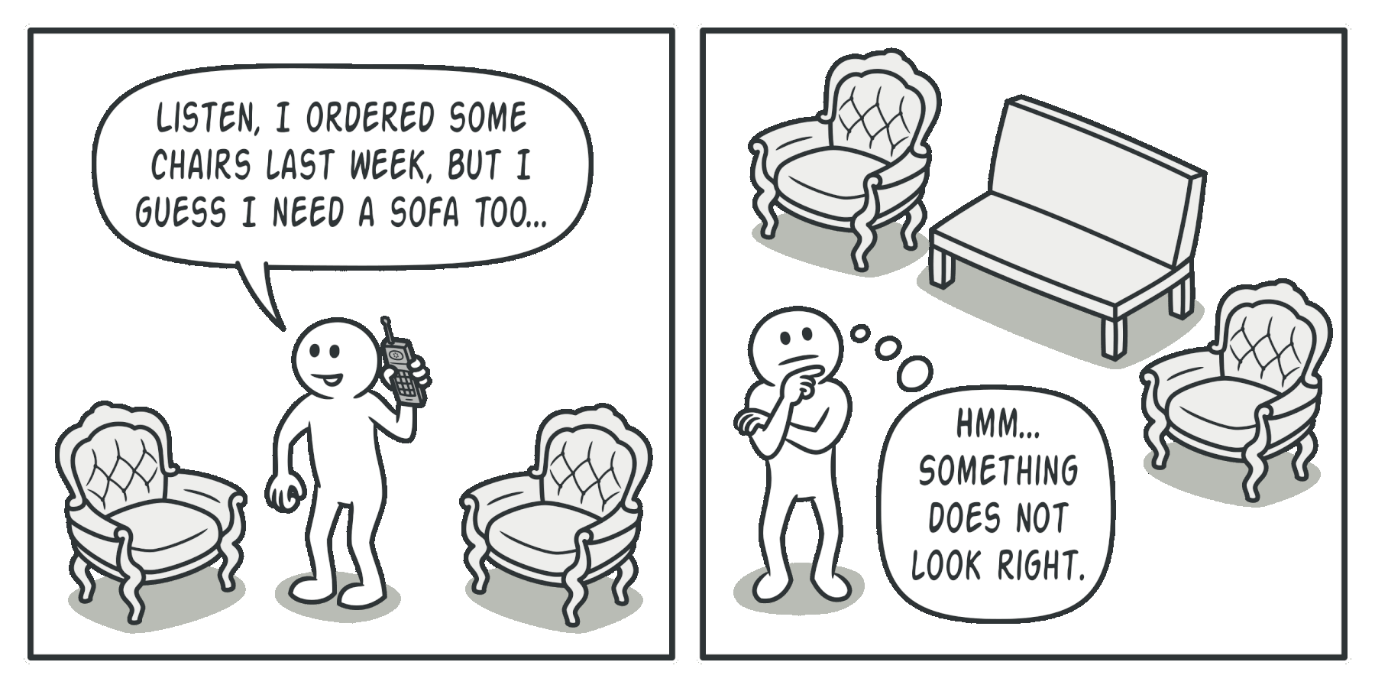 LISTEN, I ORDERED SOME
CHAIRS LAST WEEK, BUT I
GUESS I NEED A SOFA TOO...
HMM...
SOMETHING
DOES NOT
LOOK RIGHT.